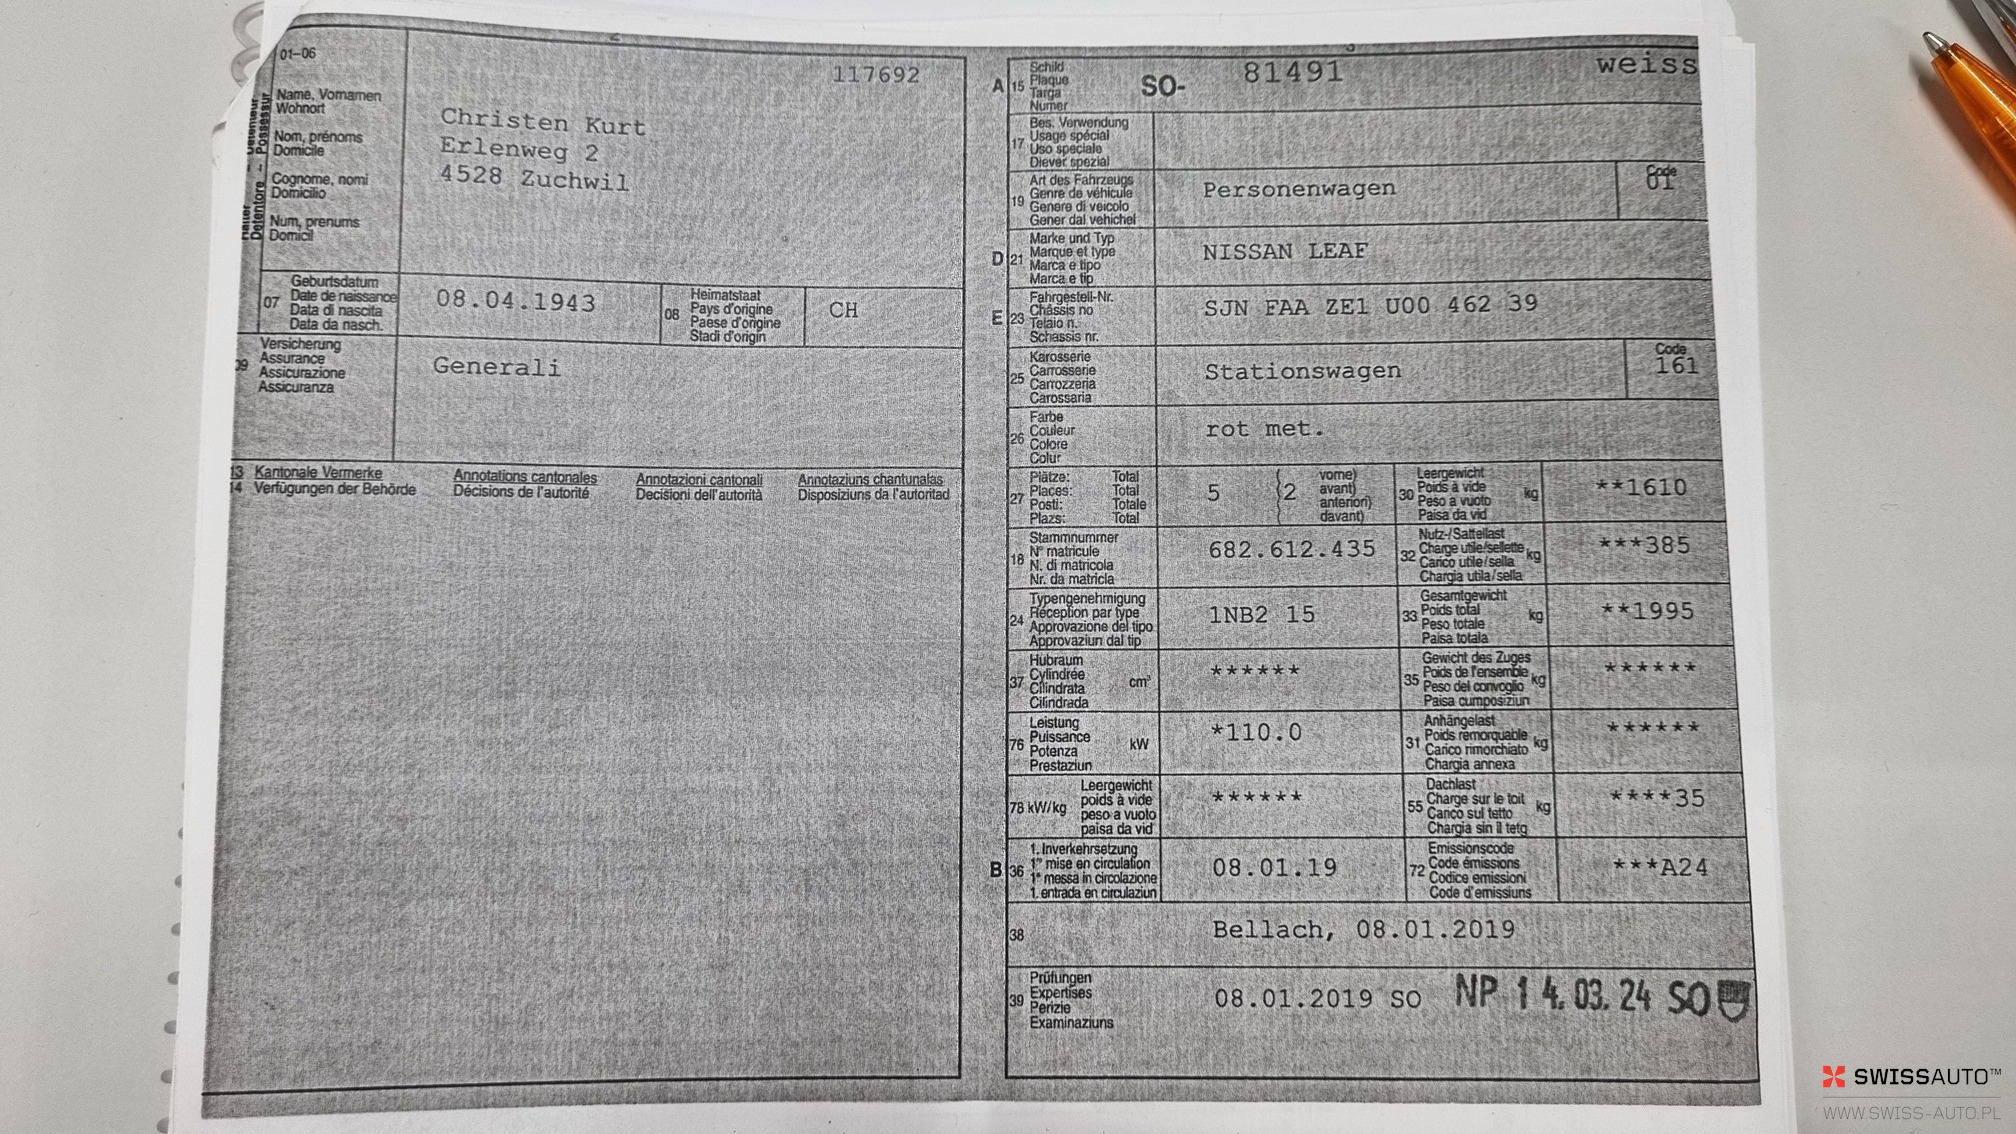 01-06
117692
Halter – Détenteur
Detentore – Possessur
Name, Vornamen
Wohnort
Nom, prénoms
Domicile
Cognome, nomi
Domicilio
Num, prenums
Domicil
Christen Kurt
Erlenweg 2
4528 Zuchwil
07
Geburtsdatum
Date de naissance
Data di nascita
Data da nasch.
08.04.1943
08
Heimatstaat
Pays d'origine
Paese d'origine
Stadi d'origin
CH
09
Versicherung
Assurance
Assicurazione
Assicuranza
Generali
13 Kantonale Vermerke Annotations cantonales Annotazioni cantonali Annotaziuns chantunalas
14 Verfügungen der Behörde Décisions de l'autorité Decisioni dell'autorità Disposiziuns da l'autoritad
A 15
Schild
Plaque
Targa
Numer
SO- 81491 weiss
17
Bes. Verwendung
Usage spécial
Uso speciale
Diever spezial
19
Art des Fahrzeugs
Genre de véhicule
Genere di veicolo
Gener dal vehichel
Personenwagen
Code
01
D 21
Marke und Typ
Marque et type
Marca e tipo
Marca e tip
NISSAN LEAF
E 23
Fahrgestell-Nr.
Châssis no
Telaio n.
Schassis nr.
SJN FAA ZE1 U00 462 39
25
Karosserie
Carrosserie
Carrozzeria
Carossaria
Stationswagen
Code
161
26
Farbe
Couleur
Colore
Colur
rot met.
27
Plätze: Total
Places: Total
Posti: Totale
Plazs: Total
5 (2
vorne)
avant)
anteriori)
davant)
30
Leergewicht
Poids à vide
Peso a vuoto
Paisa da vid
kg
**1610
18
Stammnummer
N° matricule
N. di matricola
Nr. da matricla
682.612.435
32
Nutz-/Sattellast
Charge utile/sellette
Carico utile/sella
Chargia utila/sella
kg
***385
24
Typengenehmigung
Réception par type
Approvazione del tipo
Approvaziun dal tip
1NB2 15
33
Gesamtgewicht
Poids total
Peso totale
Paisa totala
kg
**1995
37
Hubraum
Cylindrée
Cilindrata
Cilindrada
cm³
******
35
Gewicht des Zuges
Poids de l'ensemble
Peso del convoglio
Paisa cumposiziun
kg
******
76
Leistung
Puissance
Potenza
Prestaziun
kW
*110.0
31
Anhängelast
Poids remorquable
Carico rimorchiato
Chargia annexa
kg
******
78 kW/kg
Leergewicht
poids à vide
peso a vuoto
paisa da vid
******
55
Dachlast
Charge sur le toit
Carico sul tetto
Chargia sin il tetg
kg
****35
B 36
1. Inverkehrsetzung
1re mise en circulation
1a messa in circolazione
1. entrada en circulaziun
08.01.19
72
Emissionscode
Code émissions
Codice emissioni
Code d'emissiuns
***A24
38
Bellach, 08.01.2019
39
Prüfungen
Expertises
Perizie
Examinaziuns
08.01.2019 SO NP 14.03.24 SO
SWISSAUTO™
WWW.SWISS-AUTO.PL